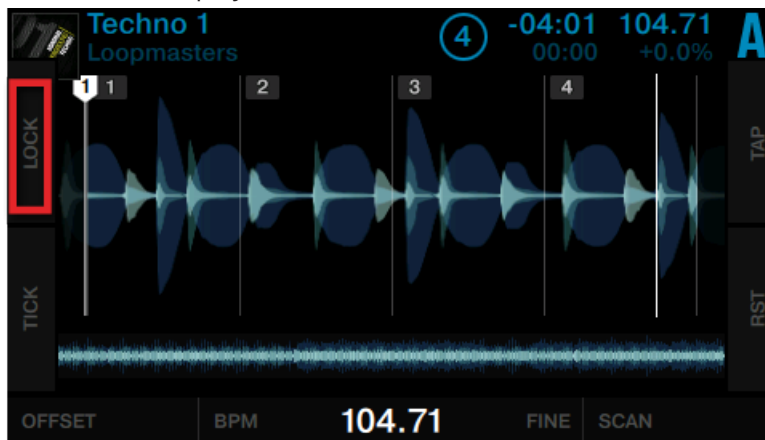 Techno 1
Loopmasters
4
-04:01 104.71
00:00 +0.0%
A
1 1 2 3 4
LOCK
TAP
TICK
RST
OFFSET BPM 104.71 FINE SCAN